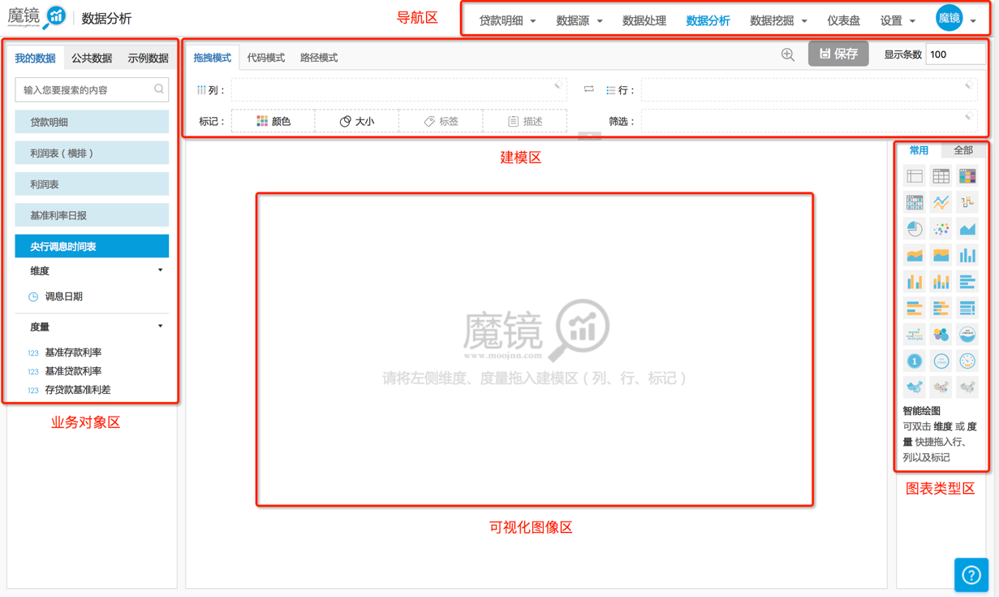 魔镜 数据分析
导航区
贷款明细 数据源 数据处理 数据分析 数据挖掘 仪表盘 设置 魔镜
我的数据 公共数据 示例数据
输入您要搜索的内容
贷款明细
利润表（横排）
利润表
基准利率日报
央行调息时间表
维度
调息日期
度量
123 基准存款利率
123 基准贷款利率
123 存贷款基准利差
业务对象区
拖拽模式 代码模式 路径模式 保存 显示条数 100
列： 行：
标记： 颜色 大小 标签 描述 筛选：
建模区
魔镜
www.moojnn.com
请将左侧维度、度量拖入建模区（列、行、标记）
可视化图像区
常用 全部
1
智能绘图
可双击 维度 或 度
量 快捷拖入行、
列以及标记
图表类型区